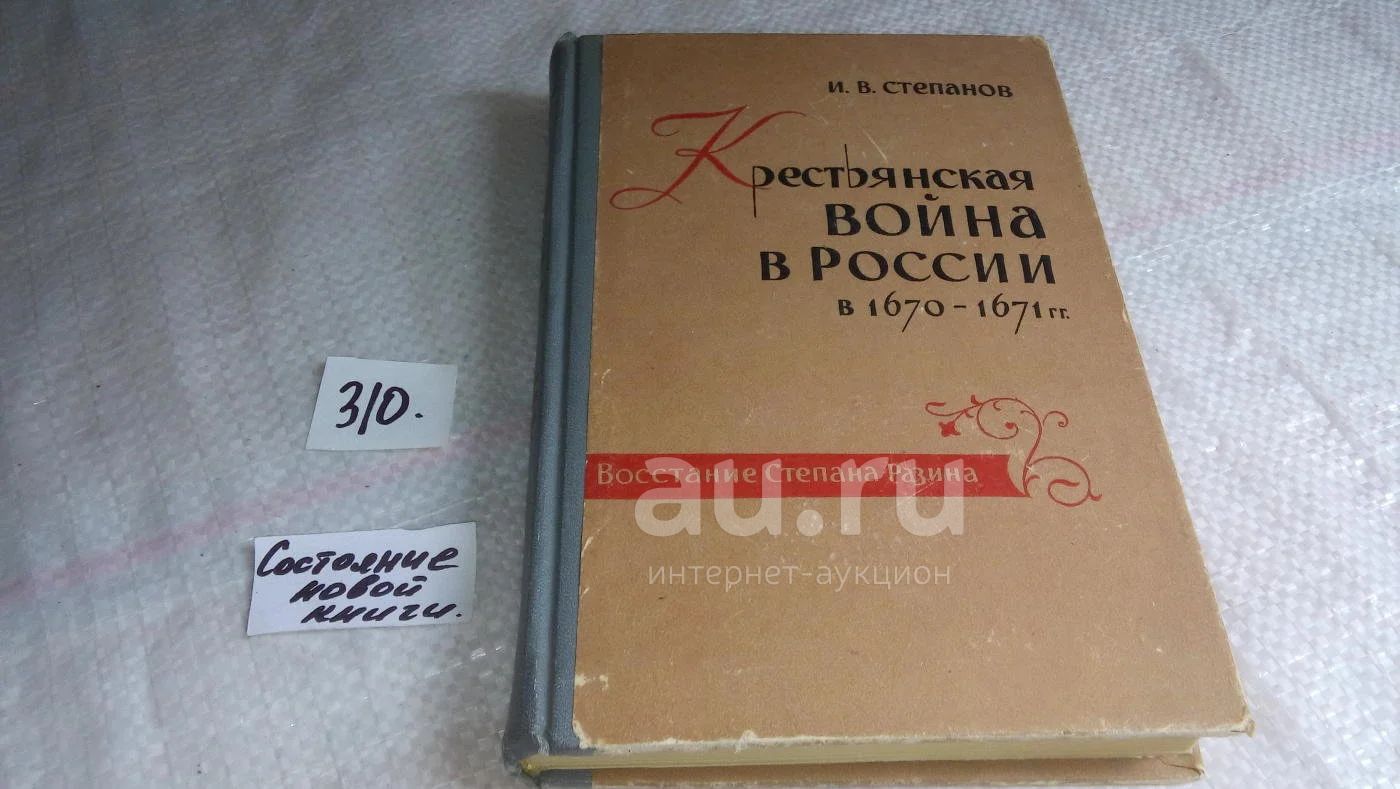 И. В. СТЕПАНОВ
Крестьянская
ВОЙНА
В РОССИИ
в 1670-1671 гг.
Восстание Степана Разина
310.
Состояние
новой
книги.
au.ru
интернет-аукцион